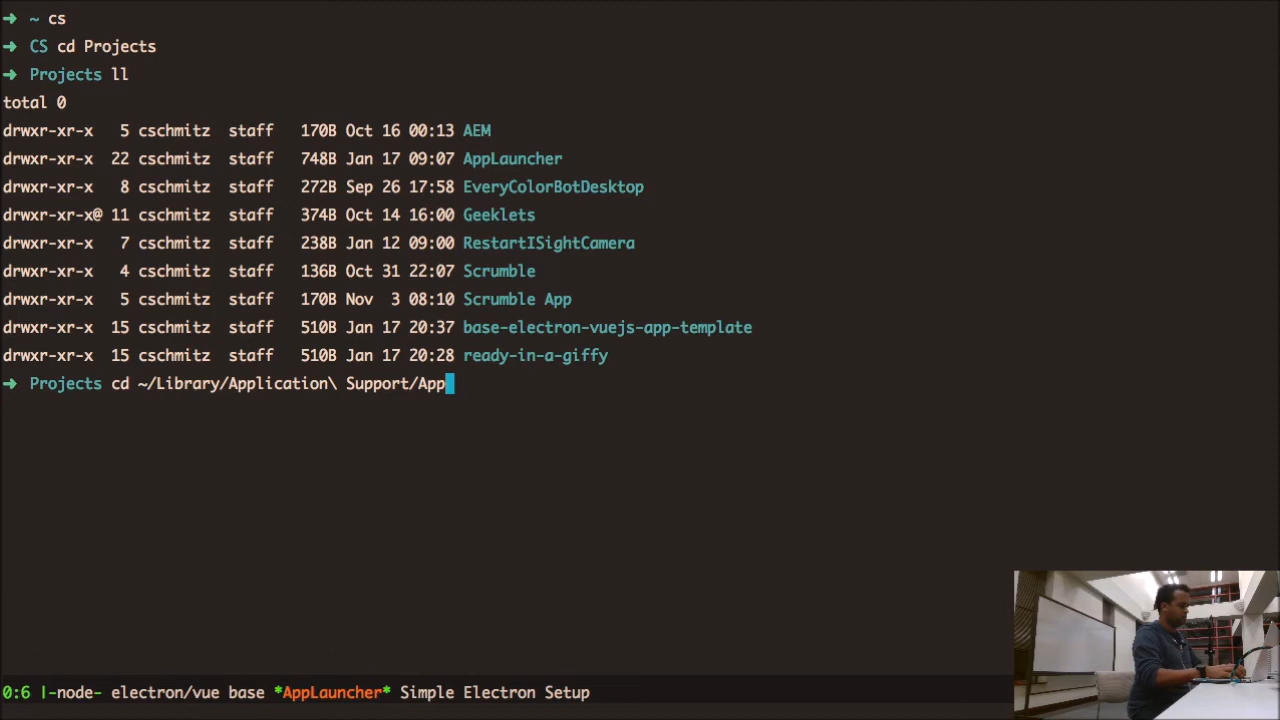 ➜ ~ cs
➜ CS cd Projects
➜ Projects ll
total 0
drwxr-xr-x 5 cschmitz staff 170B Oct 16 00:13 AEM
drwxr-xr-x 22 cschmitz staff 748B Jan 17 09:07 AppLauncher
drwxr-xr-x 8 cschmitz staff 272B Sep 26 17:58 EveryColorBotDesktop
drwxr-xr-x@ 11 cschmitz staff 374B Oct 14 16:00 Geeklets
drwxr-xr-x 7 cschmitz staff 238B Jan 12 09:00 RestartISightCamera
drwxr-xr-x 4 cschmitz staff 136B Oct 31 22:07 Scrumble
drwxr-xr-x 5 cschmitz staff 170B Nov 3 08:10 Scrumble App
drwxr-xr-x 15 cschmitz staff 510B Jan 17 20:37 base-electron-vuejs-app-template
drwxr-xr-x 15 cschmitz staff 510B Jan 17 20:28 ready-in-a-giffy
➜ Projects cd ~/Library/Application\ Support/App
0:6 |-node- electron/vue base *AppLauncher* Simple Electron Setup